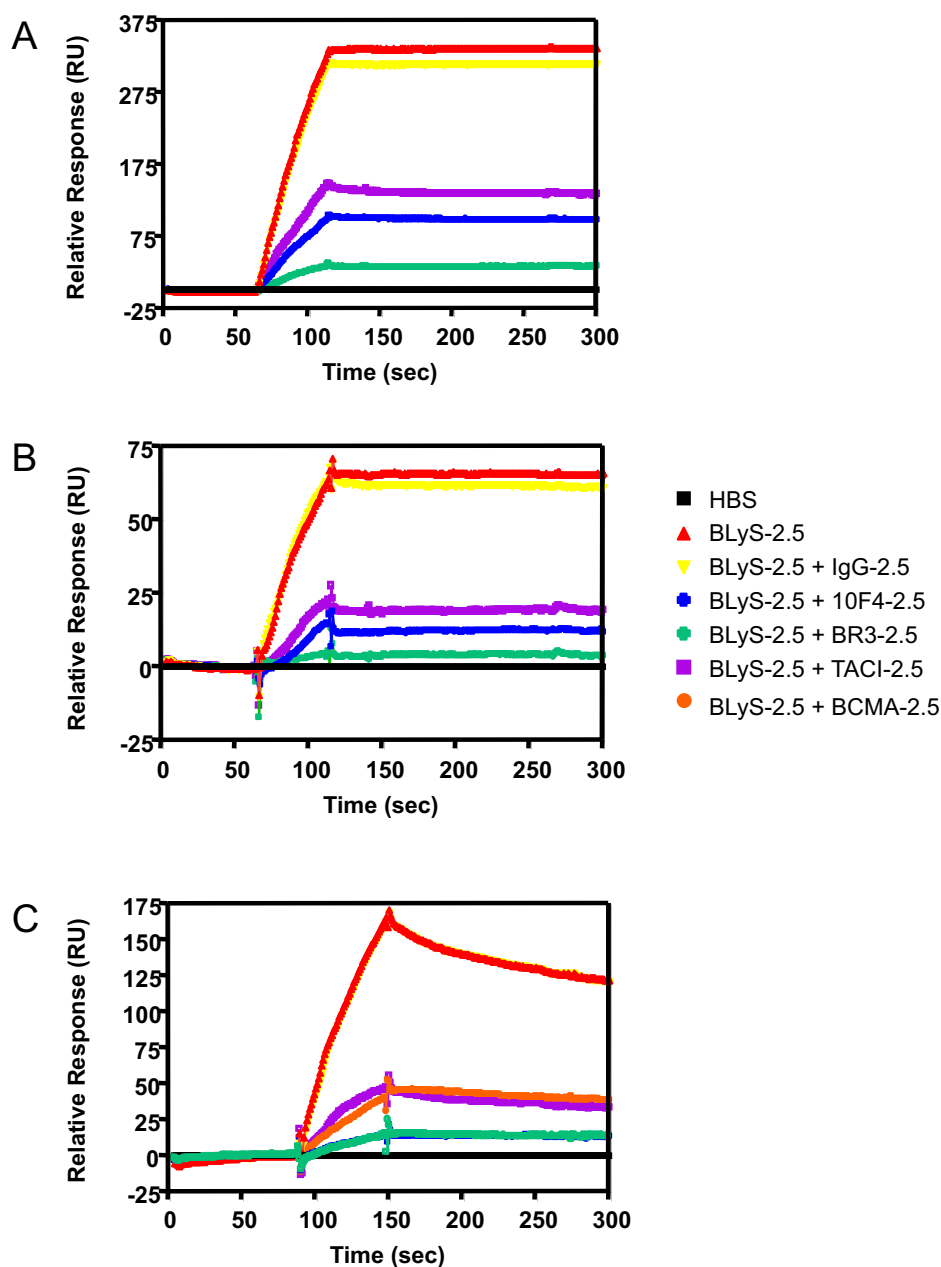 A
Relative Response (RU)
375
275
175
75
-25
0 50 100 150 200 250 300
Time (sec)
B
Relative Response (RU)
75
50
25
0
-25
0 50 100 150 200 250 300
Time (sec)
HBS
BLyS-2.5
BLyS-2.5 + IgG-2.5
BLyS-2.5 + 10F4-2.5
BLyS-2.5 + BR3-2.5
BLyS-2.5 + TACI-2.5
BLyS-2.5 + BCMA-2.5
C
Relative Response (RU)
175
150
125
100
75
50
25
0
-25
0 50 100 150 200 250 300
Time (sec)